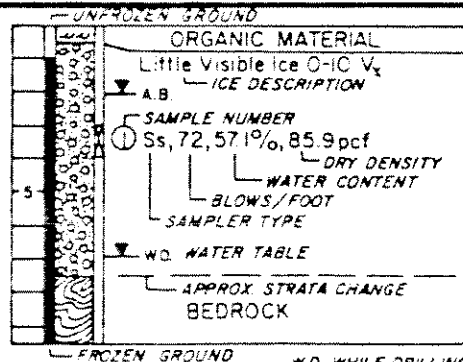 UNFROZEN GROUND
ORGANIC MATERIAL
Little Visible Ice 0-10 Vx
ICE DESCRIPTION
A.B.
SAMPLE NUMBER
1 Ss, 72, 57.1%, 85.9 pcf
DRY DENSITY
WATER CONTENT
5
BLOWS/FOOT
SAMPLER TYPE
W.D. WATER TABLE
APPROX. STRATA CHANGE
BEDROCK
FROZEN GROUND
W.D. WHILE DRILLING